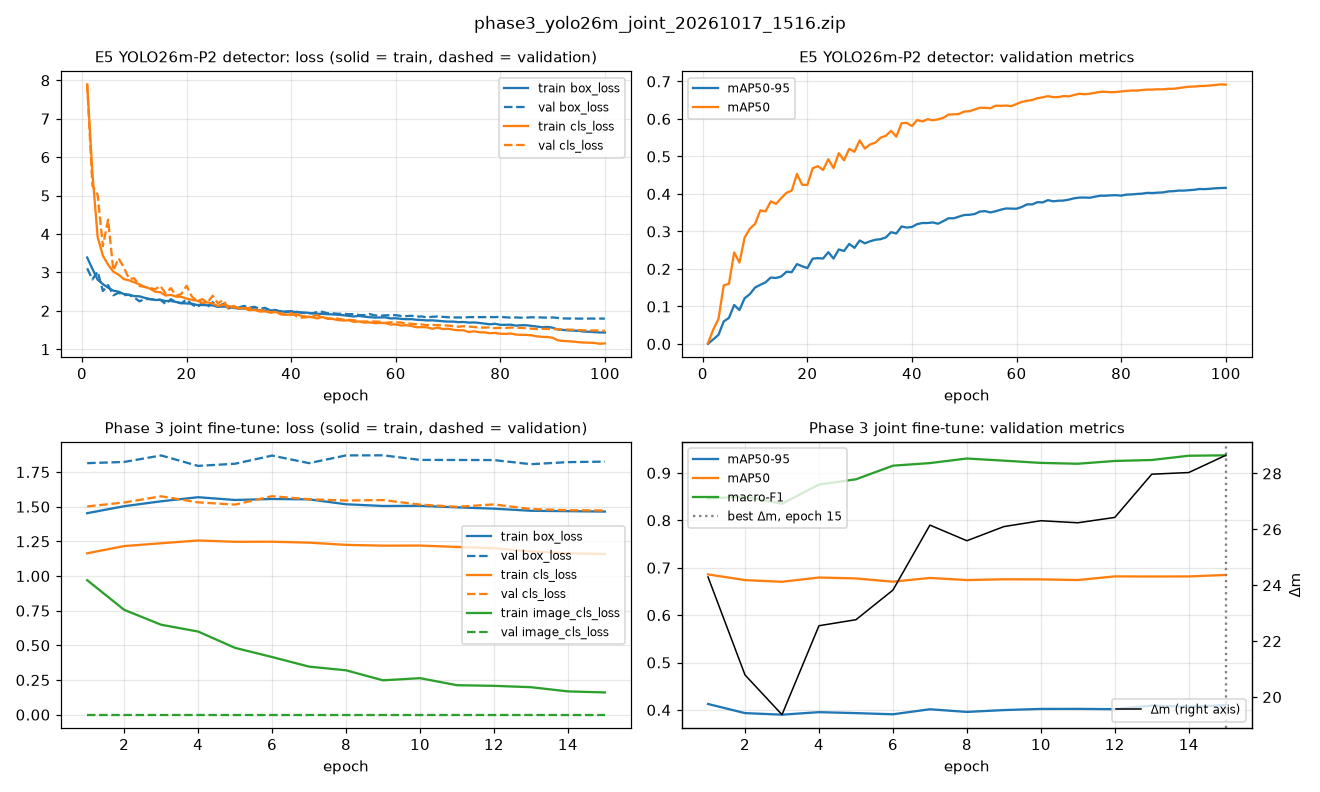 phase3_yolo26m_joint_20261017_1516.zip
E5 YOLO26m-P2 detector: loss (solid = train, dashed = validation)
8
7
6
5
4
3
2
1
0
20
40
60
80
100
epoch
train box_loss
val box_loss
train cls_loss
val cls_loss
E5 YOLO26m-P2 detector: validation metrics
0.7
0.6
0.5
0.4
0.3
0.2
0.1
0.0
0
20
40
60
80
100
epoch
mAP50-95
mAP50
Phase 3 joint fine-tune: loss (solid = train, dashed = validation)
1.75
1.50
1.25
1.00
0.75
0.50
0.25
0.00
2
4
6
8
10
12
14
epoch
train box_loss
val box_loss
train cls_loss
val cls_loss
train image_cls_loss
val image_cls_loss
Phase 3 joint fine-tune: validation metrics
0.9
0.8
0.7
0.6
0.5
0.4
2
4
6
8
10
12
14
epoch
mAP50-95
mAP50
macro-F1
best Δm, epoch 15
28
26
24
22
20
Δm
Δm (right axis)